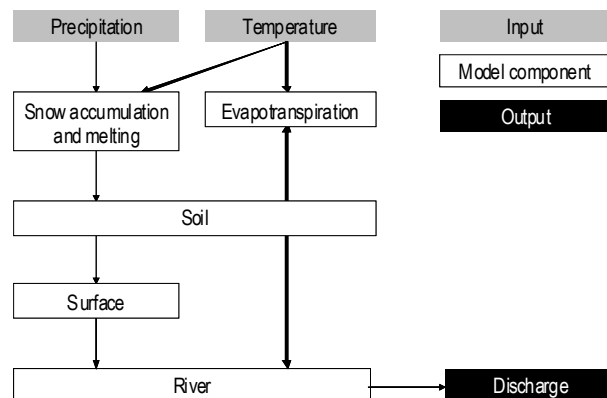 Precipitation
Temperature
Input
Model component
Snow accumulation
and melting
Evapotranspiration
Output
Soil
Surface
River
Discharge